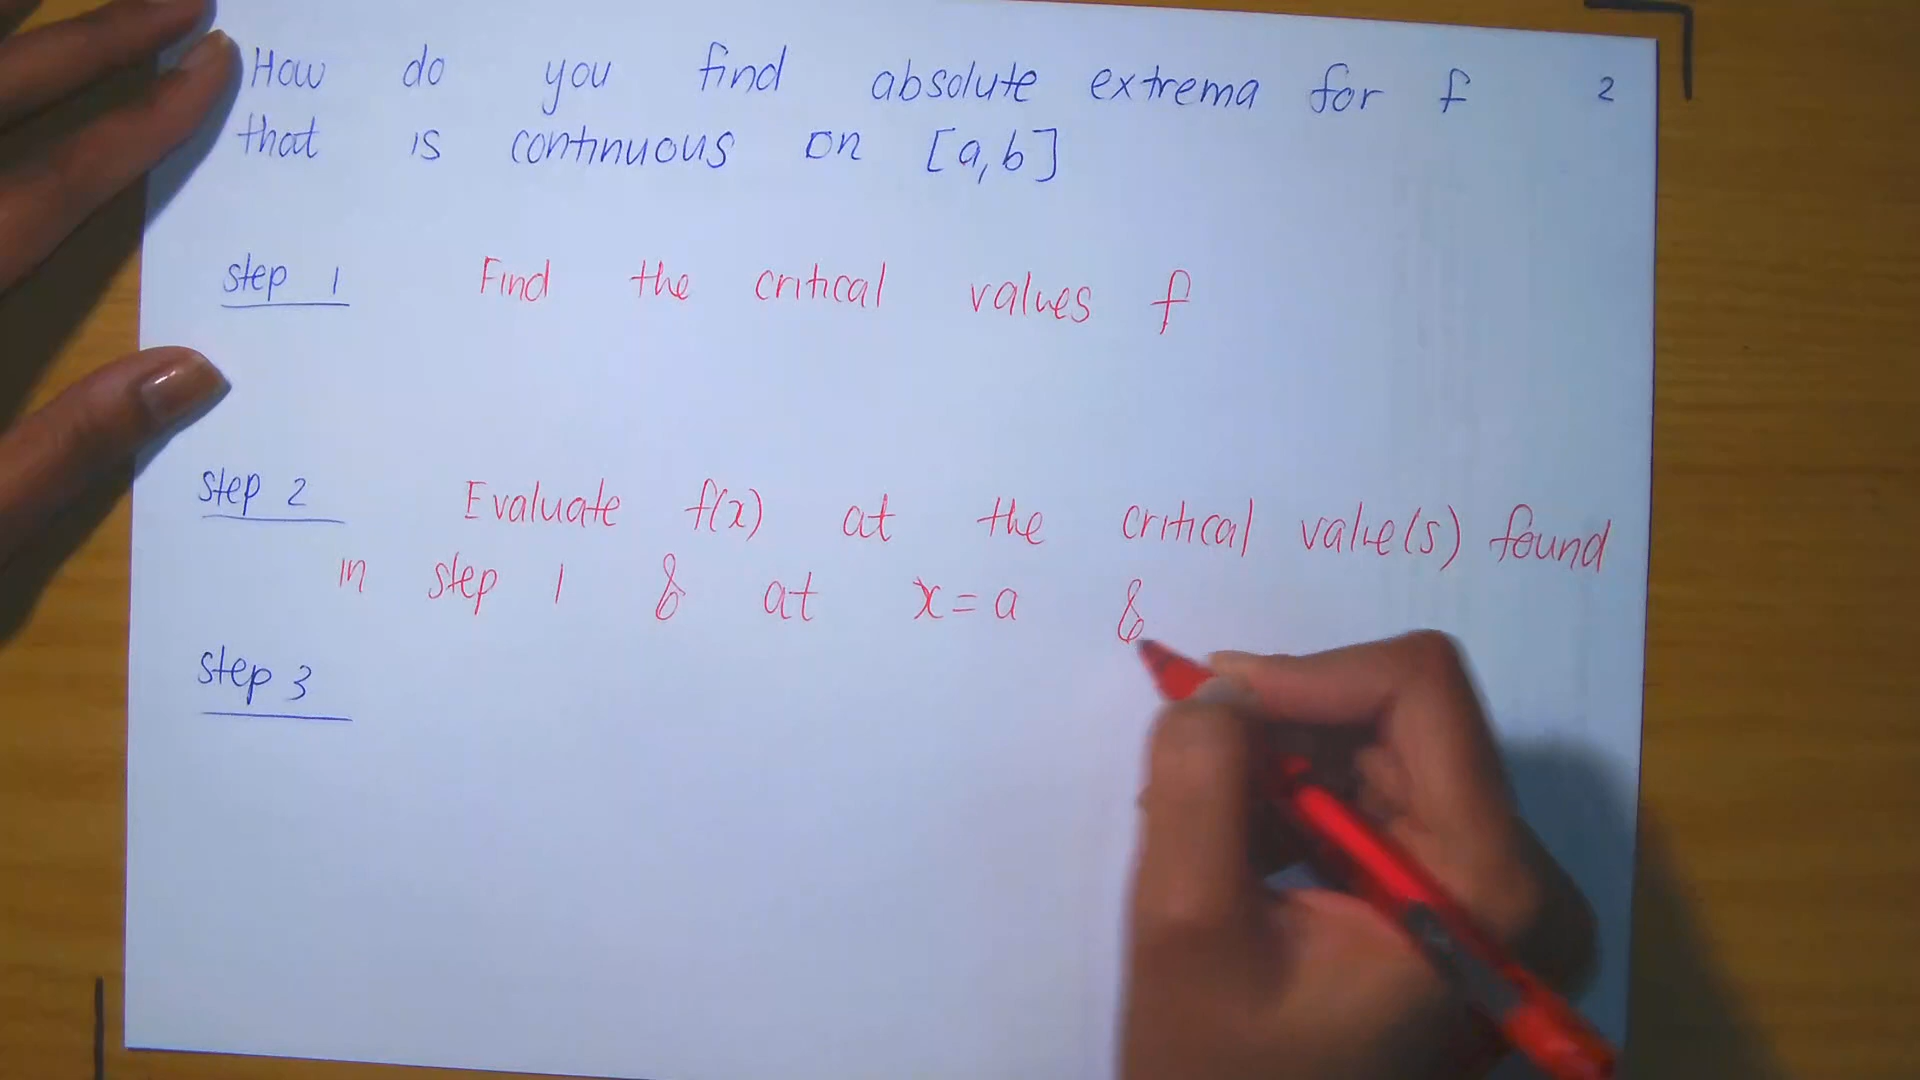 How do you find absolute extrema for f 2
that is continuous on [a,b]
step 1 Find the critical values f
step 2 Evaluate f(x) at the critical value(s) found
in step 1 & at x=a &
step 3